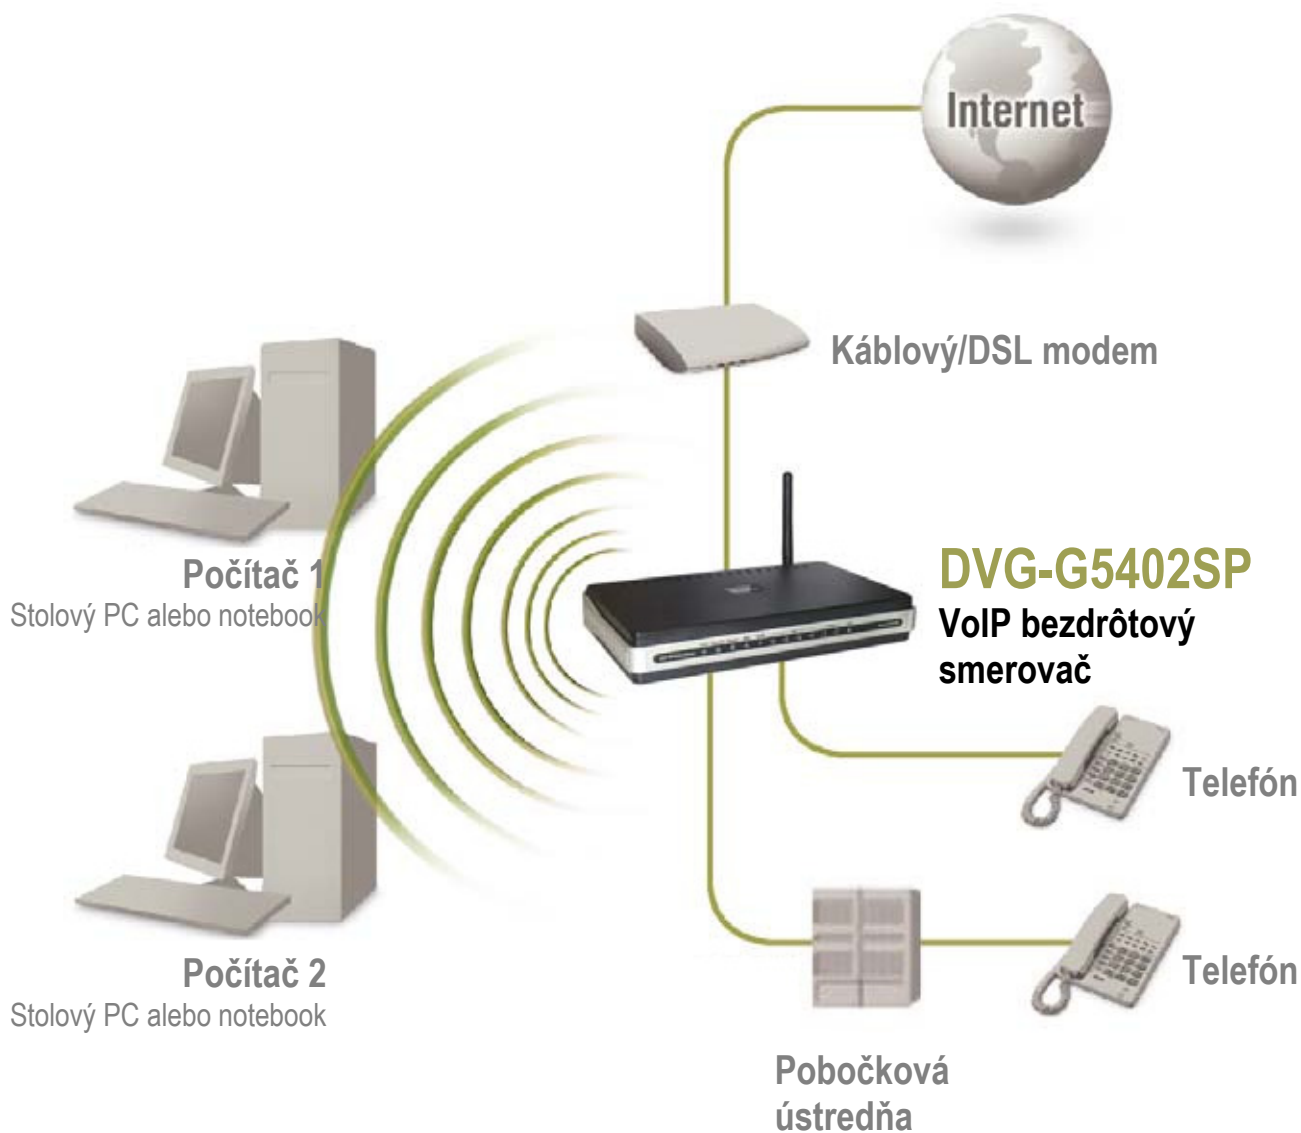 Internet
Káblový/DSL modem
Počítač 1
Stolový PC alebo notebook
DVG-G5402SP
VoIP bezdrôtový
smerovač
Telefón
Počítač 2
Stolový PC alebo notebook
Telefón
Pobočková
ústredňa